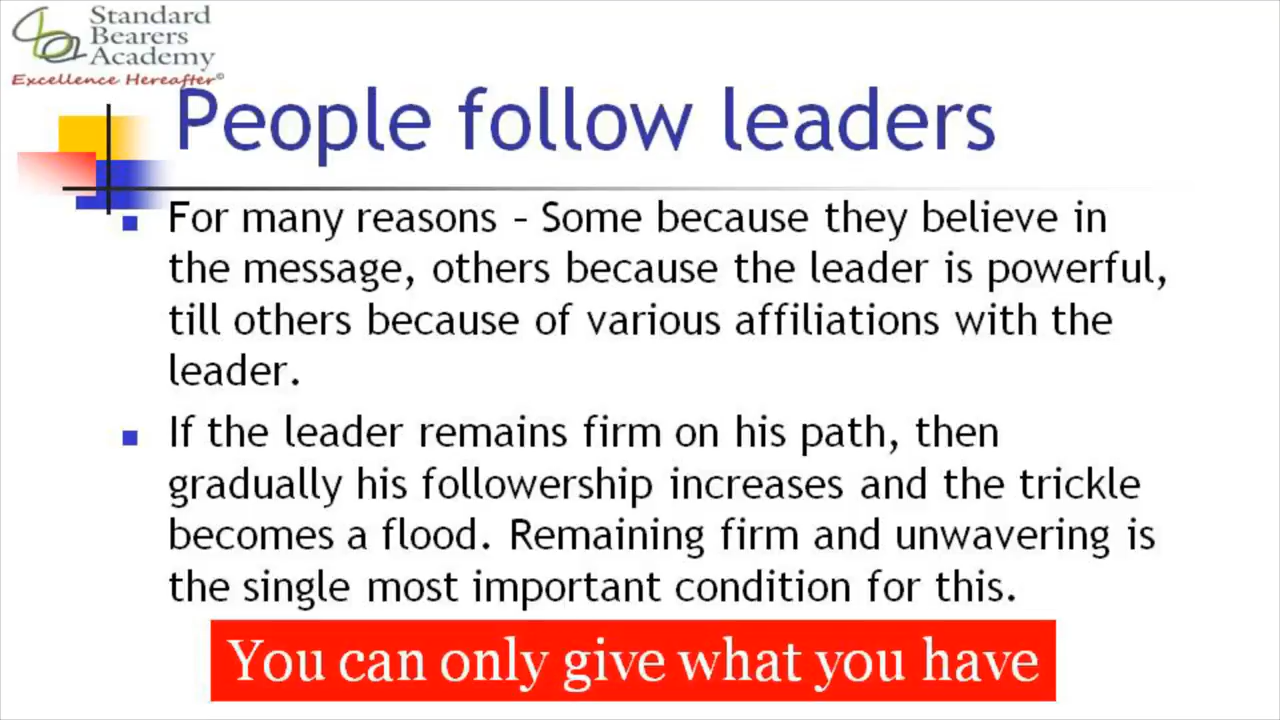 Standard
Bearers
Academy
Excellence Hereafter©
People follow leaders
For many reasons – Some because they believe in
the message, others because the leader is powerful,
till others because of various affiliations with the
leader.
If the leader remains firm on his path, then
gradually his followership increases and the trickle
becomes a flood. Remaining firm and unwavering is
the single most important condition for this.
You can only give what you have